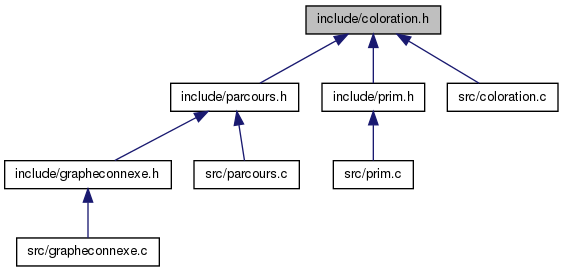 include/coloration.h
include/parcours.h
include/prim.h
src/coloration.c
include/grapheconnexe.h
src/parcours.c
src/prim.c
src/grapheconnexe.c